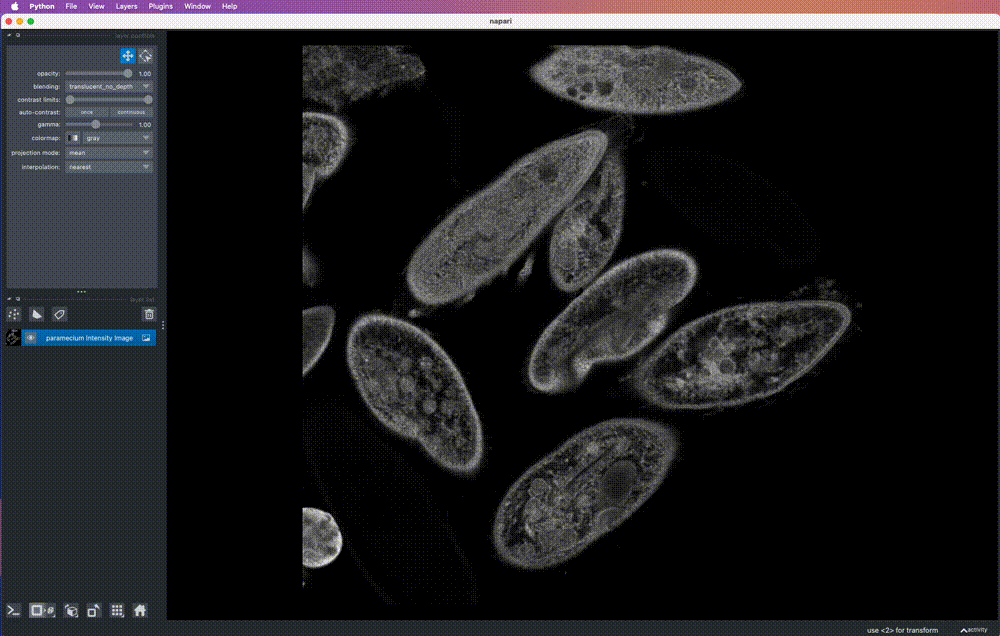 Python File View Layers Plugins Window Help
napari
layer controls
opacity: 1.00
blending: translucent_no_depth
contrast limits:
auto-contrast: once continuous
gamma: 1.00
colormap: gray
projection mode: mean
interpolation: nearest
layer list
paramecium Intensity Image
use <2> for transform activity